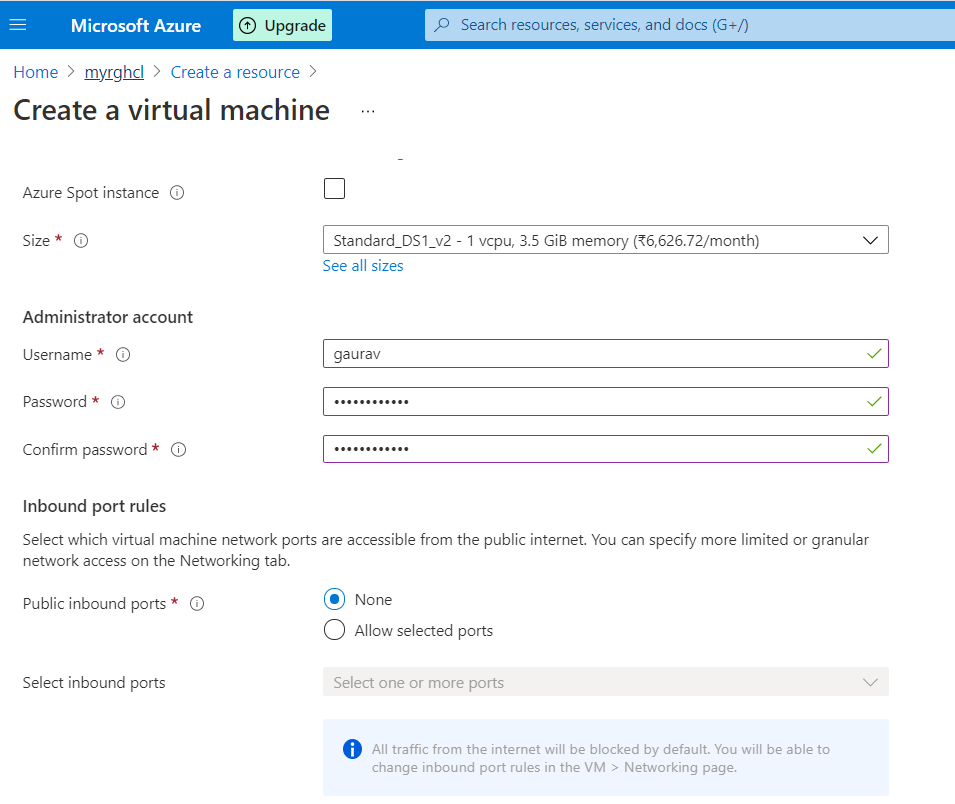 Microsoft Azure Upgrade Search resources, services, and docs (G+/)
Home > myrghcl > Create a resource >
Create a virtual machine ...
Azure Spot instance
Size * Standard_DS1_v2 - 1 vcpu, 3.5 GiB memory (₹6,626.72/month)
See all sizes
Administrator account
Username * gaurav
Password * ••••••••••••
Confirm password * ••••••••••••
Inbound port rules
Select which virtual machine network ports are accessible from the public internet. You can specify more limited or granular
network access on the Networking tab.
Public inbound ports * None
Allow selected ports
Select inbound ports Select one or more ports
All traffic from the internet will be blocked by default. You will be able to
change inbound port rules in the VM > Networking page.